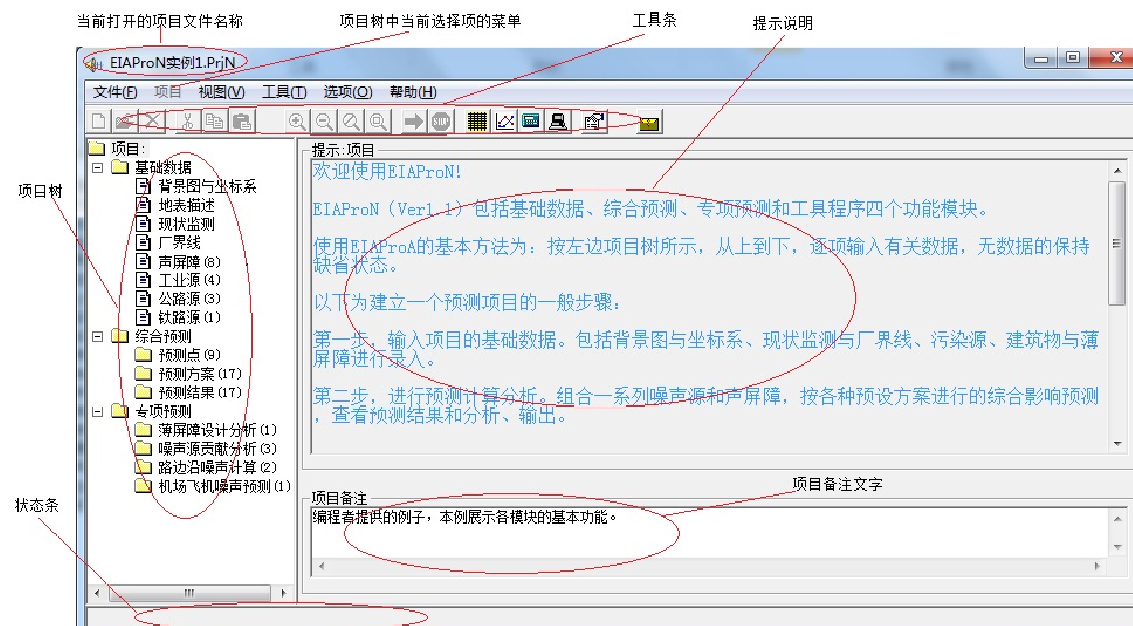 当前打开的项目文件名称
项目树中当前选择项的菜单
工具条
提示说明
EIAProN实例1.PrjN
文件(F) 项目 视图(V) 工具(T) 选项(O) 帮助(H)
项目树
项目:
基础数据
背景图与坐标系
地表描述
现状监测
厂界线
声屏障(6)
工业源(4)
公路源(3)
铁路源(1)
综合预测
预测点(9)
预测方案(17)
预测结果(17)
专项预测
薄屏障设计分析(1)
噪声源贡献分析(3)
路边沿噪声计算(2)
机场飞机噪声预测(1)
提示:项目
欢迎使用EIAProN!
EIAProN (Ver1.1) 包括基础数据、综合预测、专项预测和工具程序四个功能模块。
使用EIAProA的基本方法为: 按左边项目树所示, 从上到下, 逐项输入有关数据, 无数据的保持
缺省状态。
以下为建立一个预测项目的一般步骤:
第一步, 输入项目的基础数据。包括背景图与坐标系、现状监测与厂界线、污染源、建筑物与薄
屏障进行录入。
第二步, 进行预测计算分析。组合一系列噪声源和声屏障, 按各种预设方案进行的综合影响预测
, 查看预测结果和分析、输出。
项目备注
项目备注文字
编程者提供的例子, 本例展示各模块的基本功能。
状态条